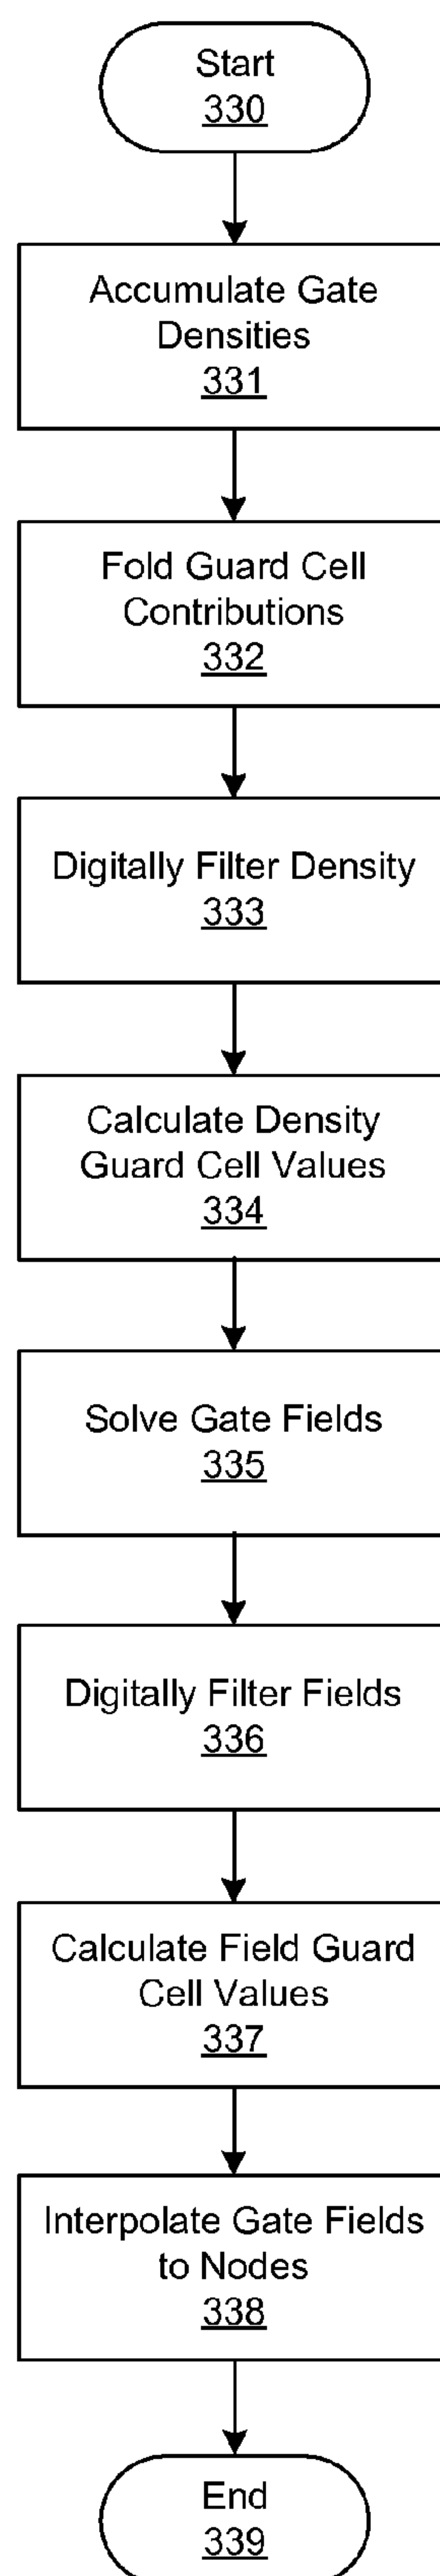 Start
330
Accumulate Gate
Densities
331
Fold Guard Cell
Contributions
332
Digitally Filter Density
333
Calculate Density
Guard Cell Values
334
Solve Gate Fields
335
Digitally Filter Fields
336
Calculate Field Guard
Cell Values
337
Interpolate Gate Fields
to Nodes
338
End
339